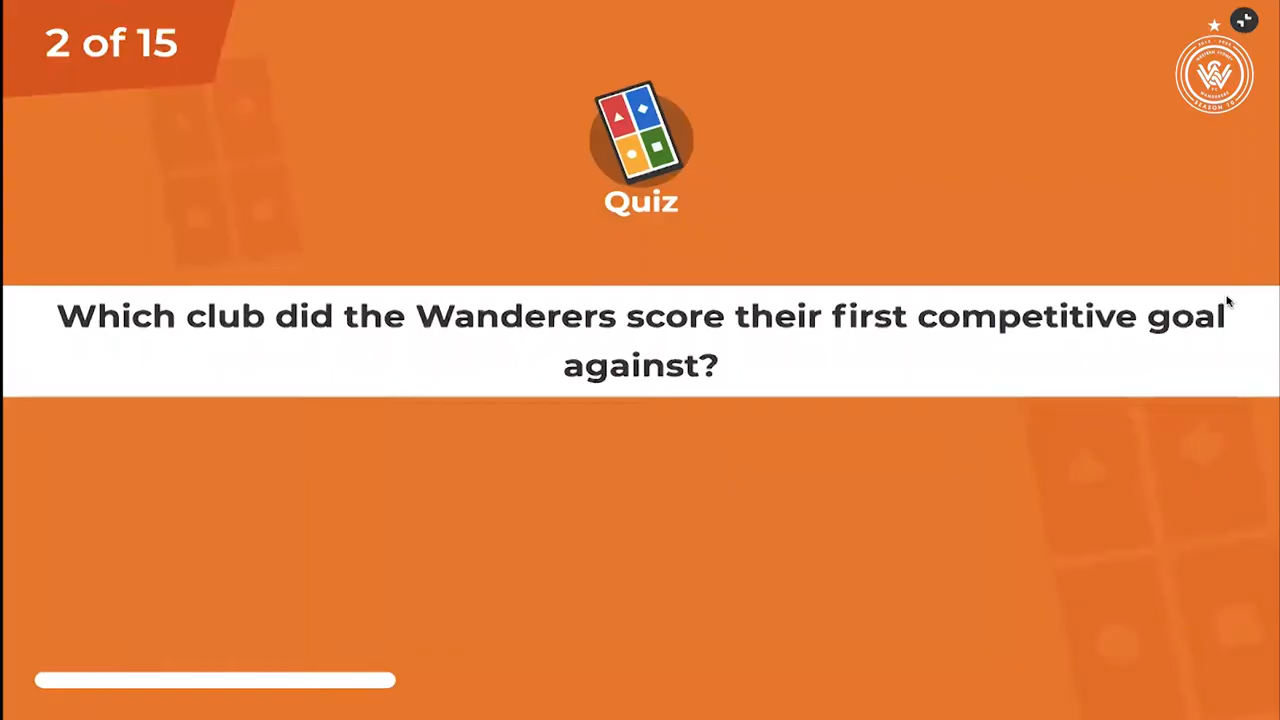 2 of 15
Quiz
Which club did the Wanderers score their first competitive goal
against?